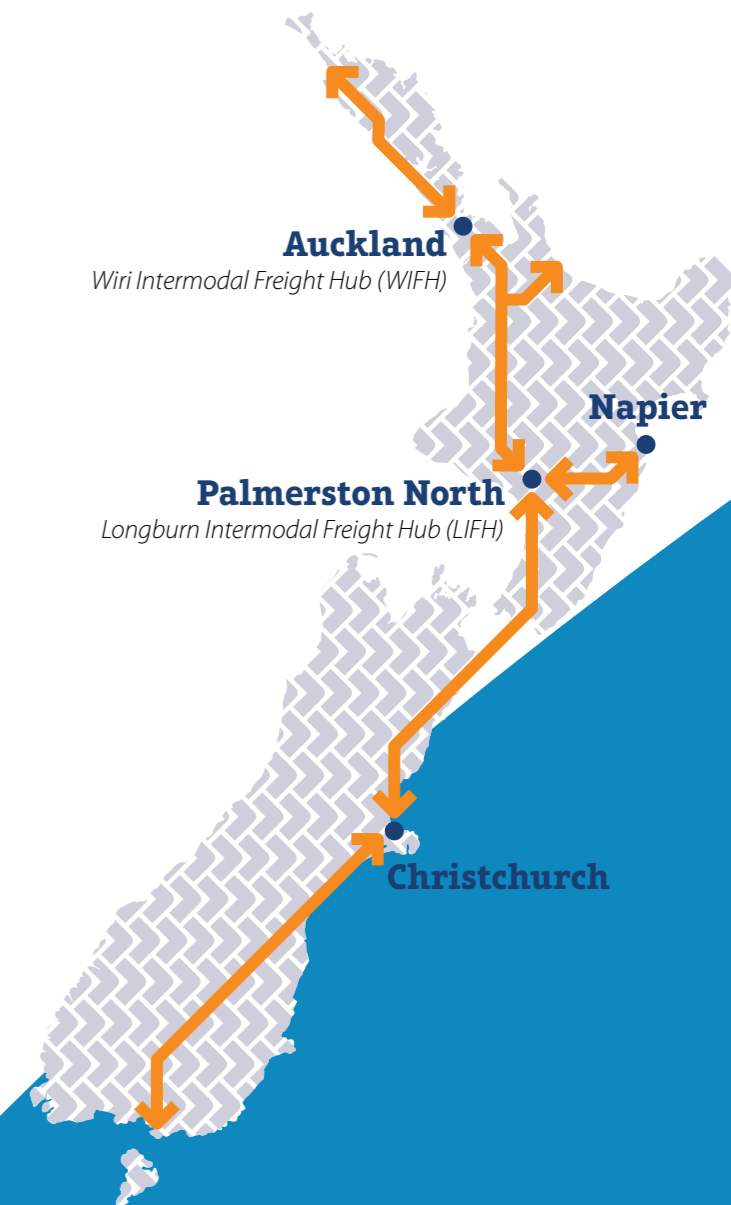 Auckland
Wiri Intermodal Freight Hub (WIFH)
Napier
Palmerston North
Longburn Intermodal Freight Hub (LIFH)
Christchurch